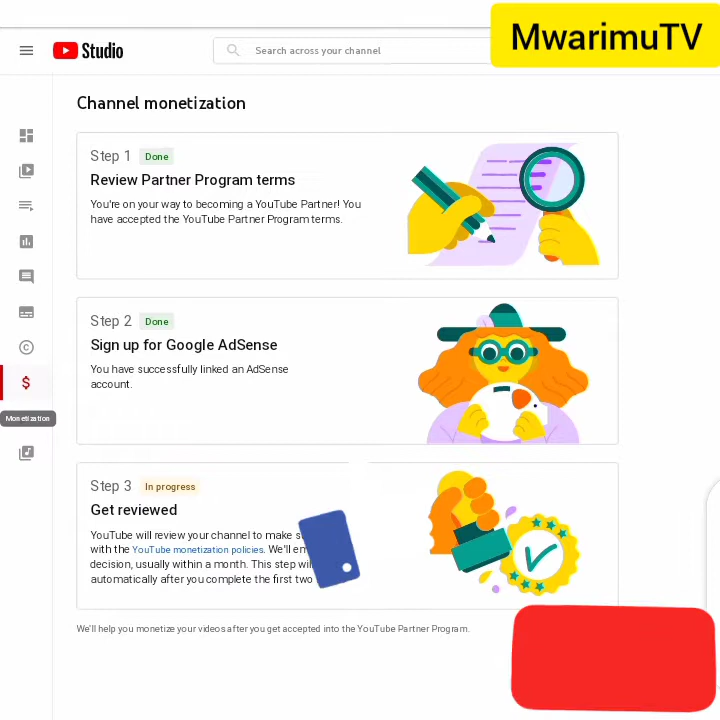 MwarimuTV
Studio
Search across your channel
Channel monetization
Step 1 Done
Review Partner Program terms
You're on your way to becoming a YouTube Partner! You
have accepted the YouTube Partner Program terms.
Step 2 Done
Sign up for Google AdSense
You have successfully linked an AdSense
account.
Monetization
Step 3 In progress
Get reviewed
YouTube will review your channel to make
with the YouTube monetization policies. We'll
decision, usually within a month. This step
automatically after you complete the first two
We'll help you monetize your videos after you get accepted into the YouTube Partner Program.